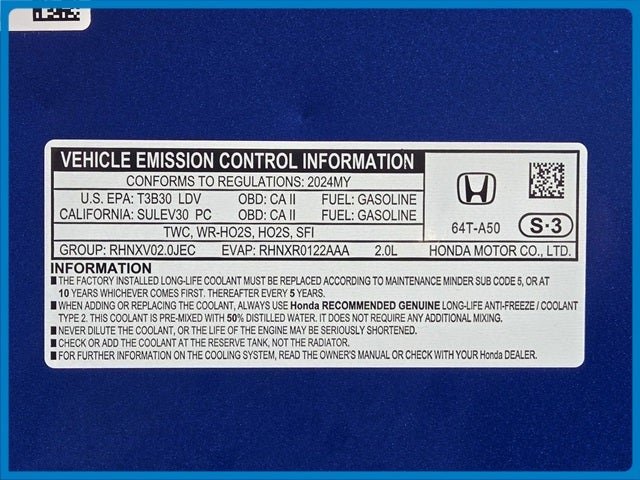 VEHICLE EMISSION CONTROL INFORMATION
CONFORMS TO REGULATIONS: 2024MY
U.S. EPA: T3B30 LDV OBD: CA II FUEL: GASOLINE
CALIFORNIA: SULEV30 PC OBD: CA II FUEL: GASOLINE
TWC, WR-HO2S, HO2S, SFI
64T-A50 S-3
GROUP: RHNXV02.0JEC EVAP: RHNXR0122AAA 2.0L HONDA MOTOR CO., LTD.
INFORMATION
THE FACTORY INSTALLED LONG-LIFE COOLANT MUST BE REPLACED ACCORDING TO MAINTENANCE MINDER SUB CODE 5, OR AT
10 YEARS WHICHEVER COMES FIRST. THEREAFTER EVERY 5 YEARS.
WHEN ADDING OR REPLACING THE COOLANT, ALWAYS USE Honda RECOMMENDED GENUINE LONG-LIFE ANTI-FREEZE / COOLANT
TYPE 2. THIS COOLANT IS PRE-MIXED WITH 50% DISTILLED WATER. IT DOES NOT REQUIRE ANY ADDITIONAL MIXING.
NEVER DILUTE THE COOLANT, OR THE LIFE OF THE ENGINE MAY BE SERIOUSLY SHORTENED.
CHECK AND ADD COOLANT AT THE RESERVE TANK, NOT THE RADIATOR.
FOR FURTHER INFORMATION ON THE COOLING SYSTEM, READ THE OWNER'S MANUAL OR CHECK WITH YOUR Honda DEALER.